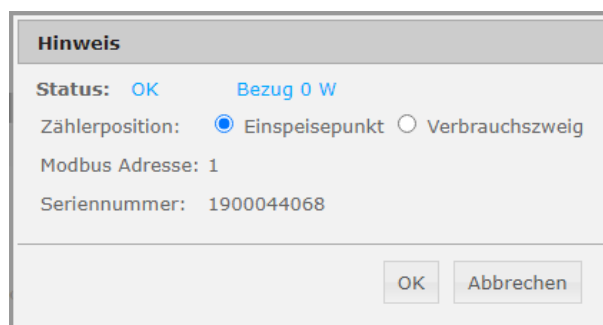 Hinweis
Status: OK Bezug 0 W
Zählerposition: Einspeisepunkt Verbrauchszweig
Modbus Adresse: 1
Seriennummer: 1900044068
OK Abbrechen